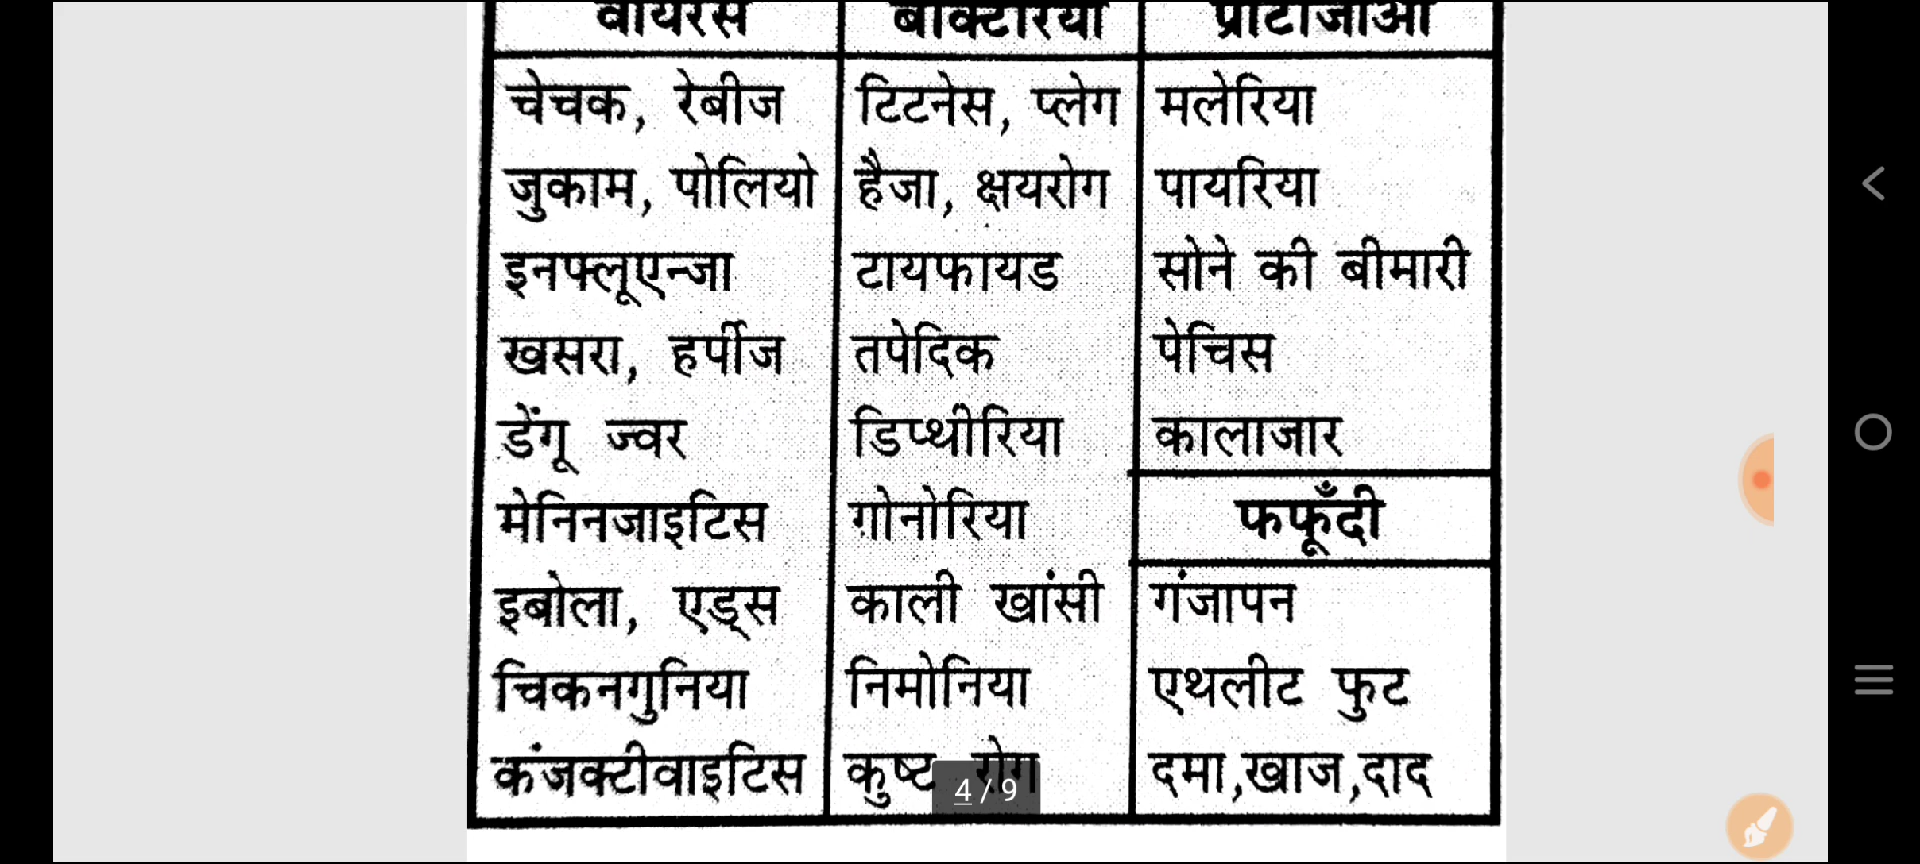 वायरस बैक्टीरिया प्रोटोजोआ
चेचक, रेबीज टिटनेस, प्लेग मलेरिया
जुकाम, पोलियो हैजा, क्षयरोग पायरिया
इनफ्लूएन्जा टायफायड सोने की बीमारी
खसरा, हर्पीज तपेदिक पेचिस
डेंगू ज्वर डिप्थीरिया कालाजार
मेनिनजाइटिस गोनोरिया फफूँदी
इबोला, एड्स काली खांसी गंजापन
चिकनगुनिया निमोनिया एथलीट फुट
कंजक्टीवाइटिस कुष्ट रोग दमा,खाज,दाद
4 / 9